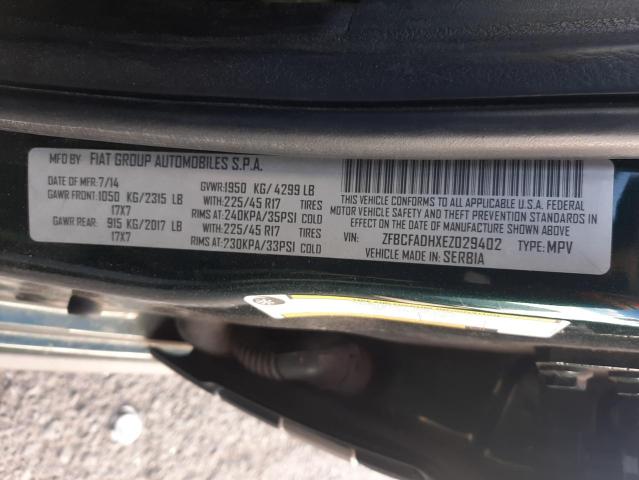 MFD BY FIAT GROUP AUTOMOBILES S.P.A.
DATE OF MFR:7/14 GVWR:1950 KG/4299 LB
GAWR FRONT:1050 KG/2315 LB WITH:225/45 R17 TIRES
17X7 RIMS AT:240KPA/35PSI COLD
GAWR REAR: 915 KG/2017 LB WITH:225/45 R17 TIRES
17X7 RIMS AT:230KPA/33PSI COLD
THIS VEHICLE CONFORMS TO ALL APPLICABLE U.S.A. FEDERAL
MOTOR VEHICLE SAFETY, BUMPER, AND THEFT PREVENTION STANDARDS
IN EFFECT ON THE DATE OF MANUFACTURE SHOWN ABOVE
VIN: ZFBCFADHXEZ029402 TYPE: MPV
VEHICLE MADE IN: SERBIA